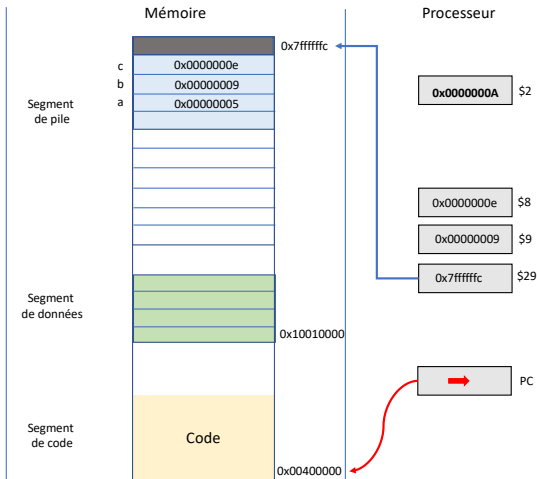 Mémoire
Processeur
0x7ffffffc
c 0x0000000e
b 0x00000009
a 0x00000005
Segment
de pile
0x0000000A $2
0x0000000e $8
0x00000009 $9
0x7ffffffc $29
Segment
de données
0x10010000
PC
Segment
de code
Code
0x00400000